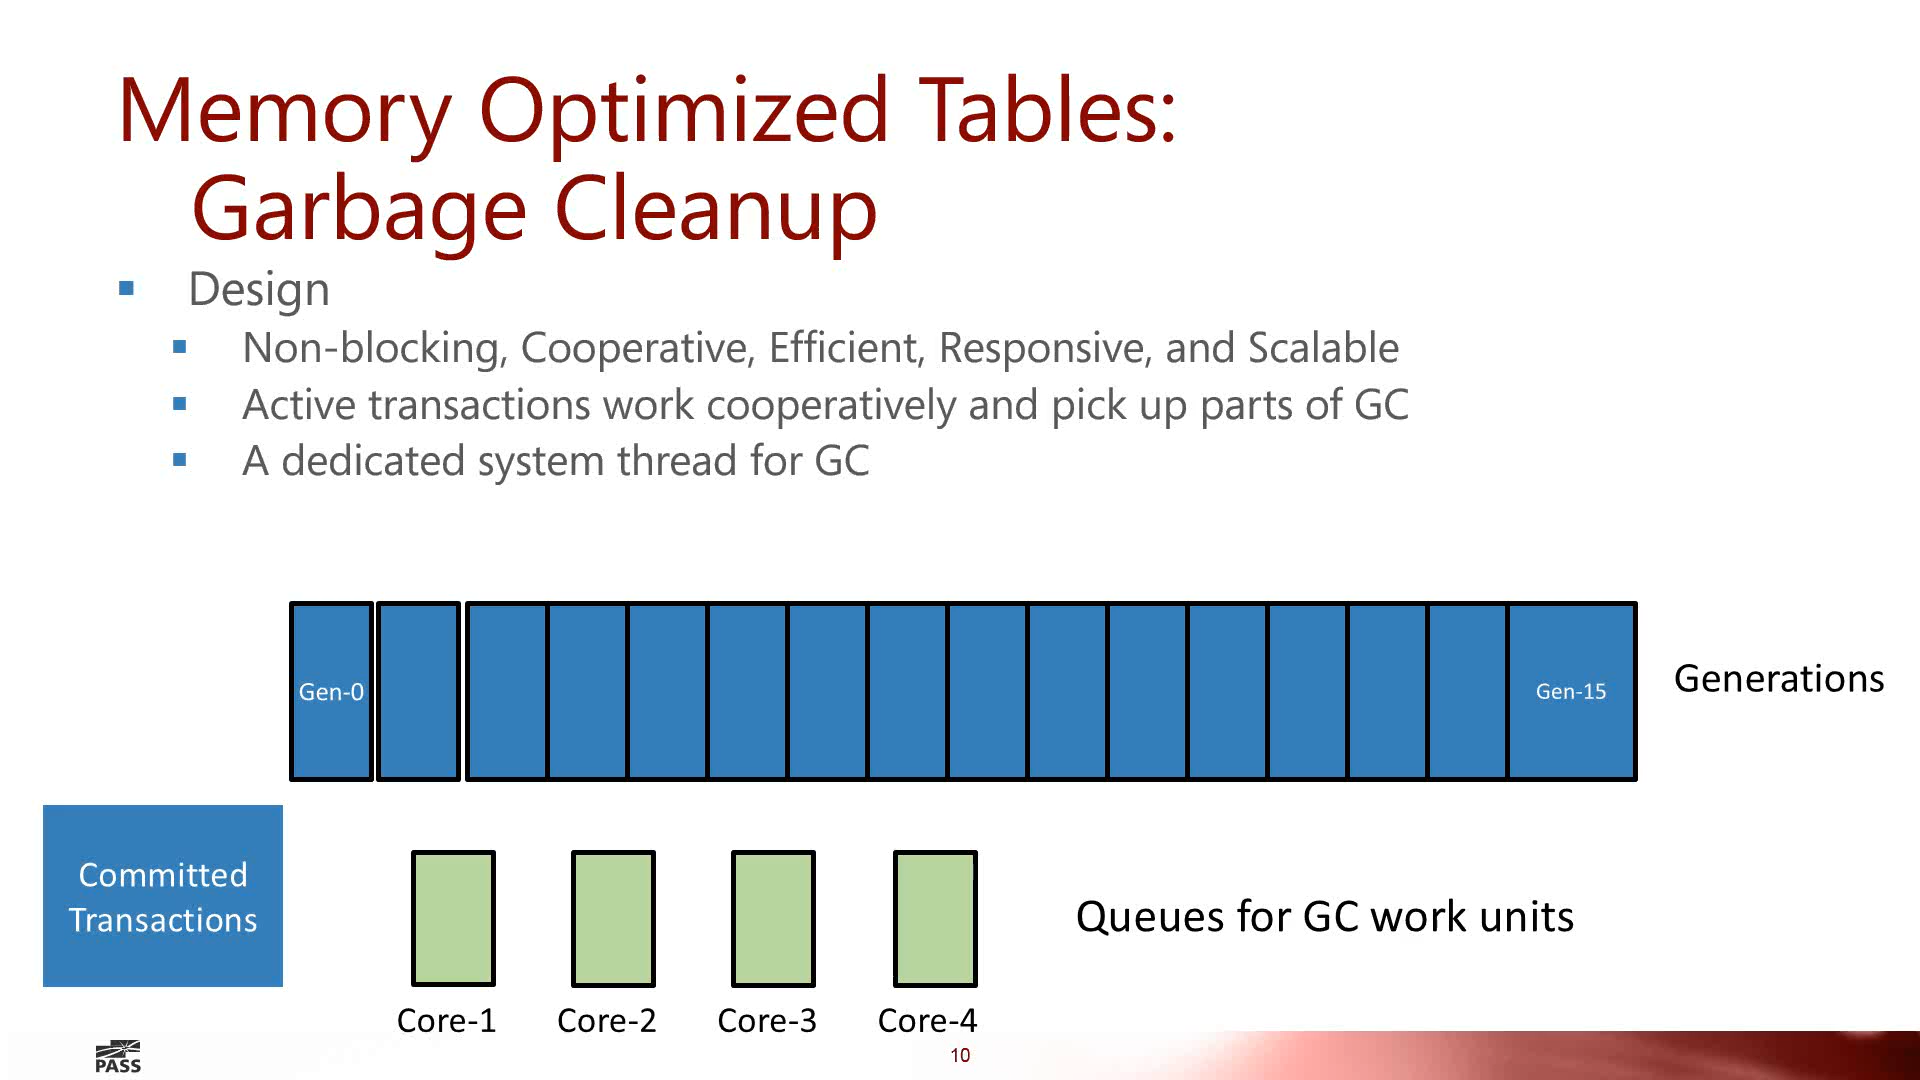 Memory Optimized Tables:
Garbage Cleanup
Design
Non-blocking, Cooperative, Efficient, Responsive, and Scalable
Active transactions work cooperatively and pick up parts of GC
A dedicated system thread for GC
Gen-0
Gen-15
Generations
Committed
Transactions
Queues for GC work units
Core-1
Core-2
Core-3
Core-4
PASS
10